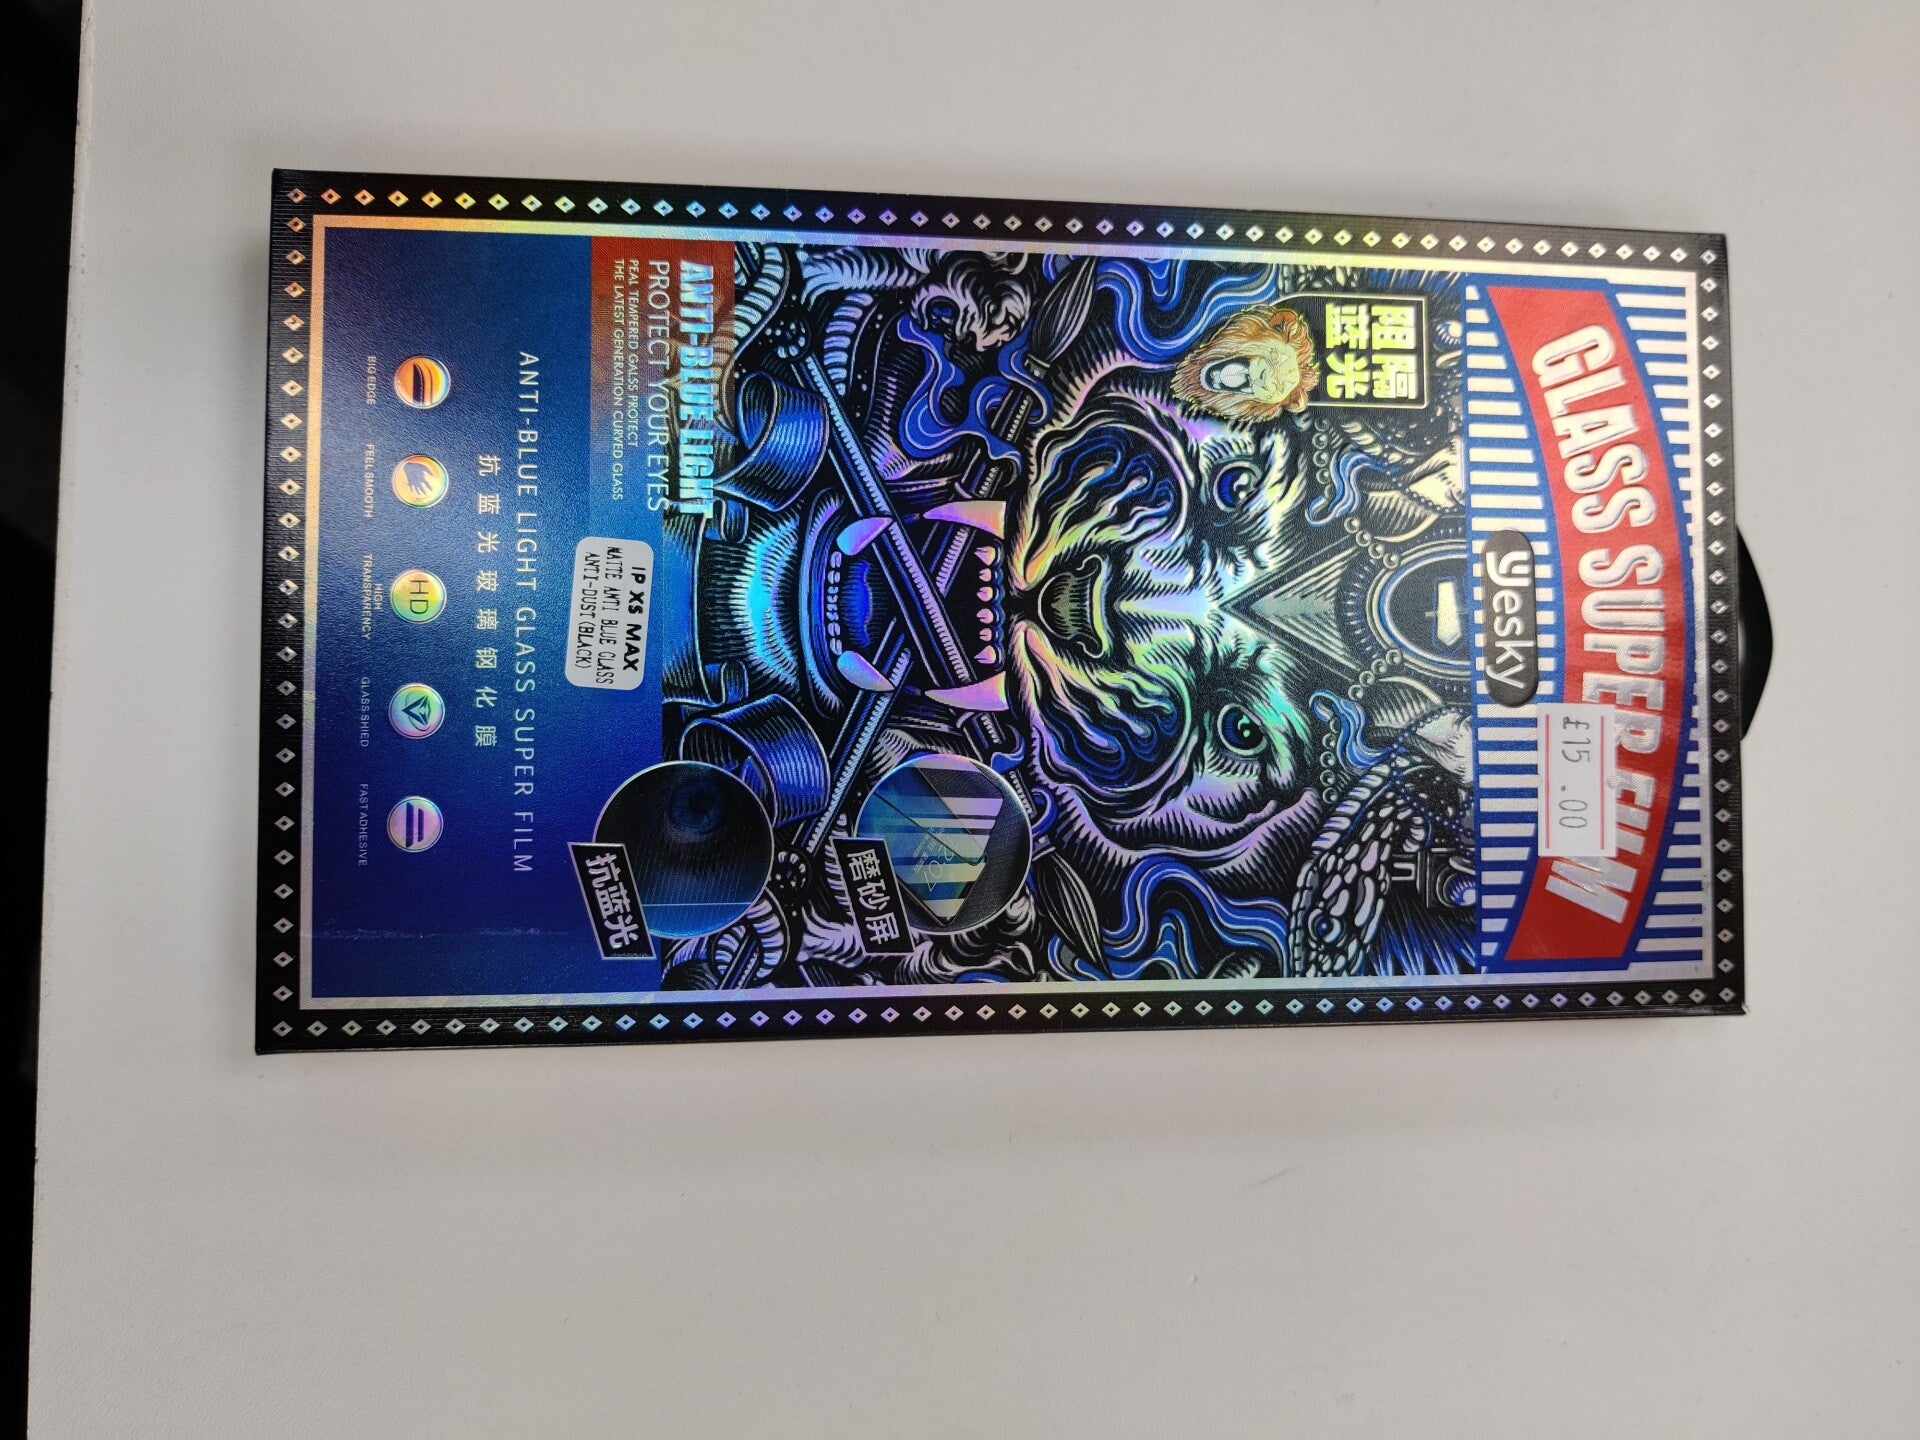 GLASS SUPER FILM
£15.00
yesky
阻隔
蓝光
磨砂屏
抗蓝光
ANTI-BLUE LIGHT
PROTECT YOUR EYES
PEAL TEMPERED GALSS PROTECT
THE LATEST GENERATION CURVED GLASS
IP XS MAX
MATTE ANTI BLUE GLASS
ANTI-DUST(BLACK)
ANTI-BLUE LIGHT GLASS SUPER FILM
抗蓝光玻璃钢化膜
HD
BIG EDGE
FEEL SMOOTH
HIGH
TRANSPARENCY
GLASS SHIED
FAST ADHESIVE